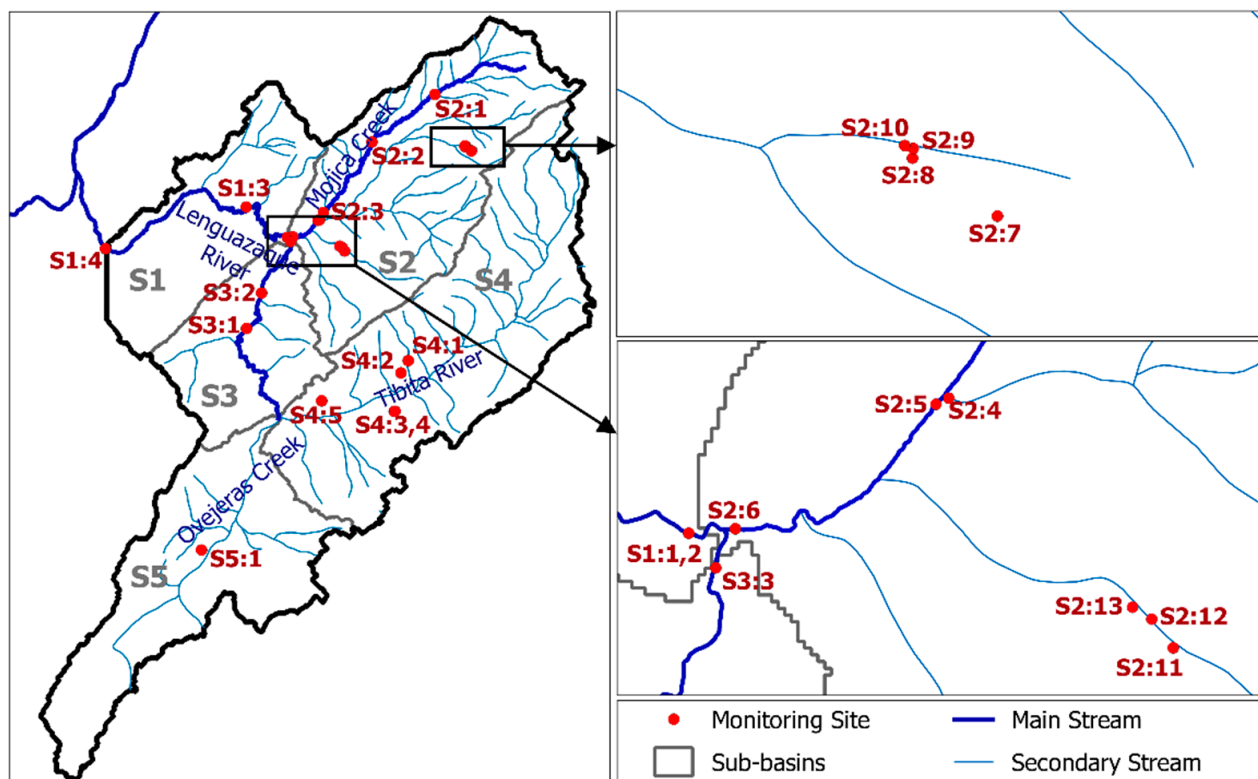 S2:1
Mojica Creek
S2:2
S1:3
S2:3
Lenguazaque
River
S1:4
S1
S2
S4
S3:2
S3:1
S4:2
S4:1
Tibita River
S3
S4:5
S4:3,4
Ovejeras Creek
S5:1
S5
S2:10
S2:9
S2:8
S2:7
S2:5
S2:4
S2:6
S1:1,2
S3:3
S2:13
S2:12
S2:11
Monitoring Site
Main Stream
Sub-basins
Secondary Stream